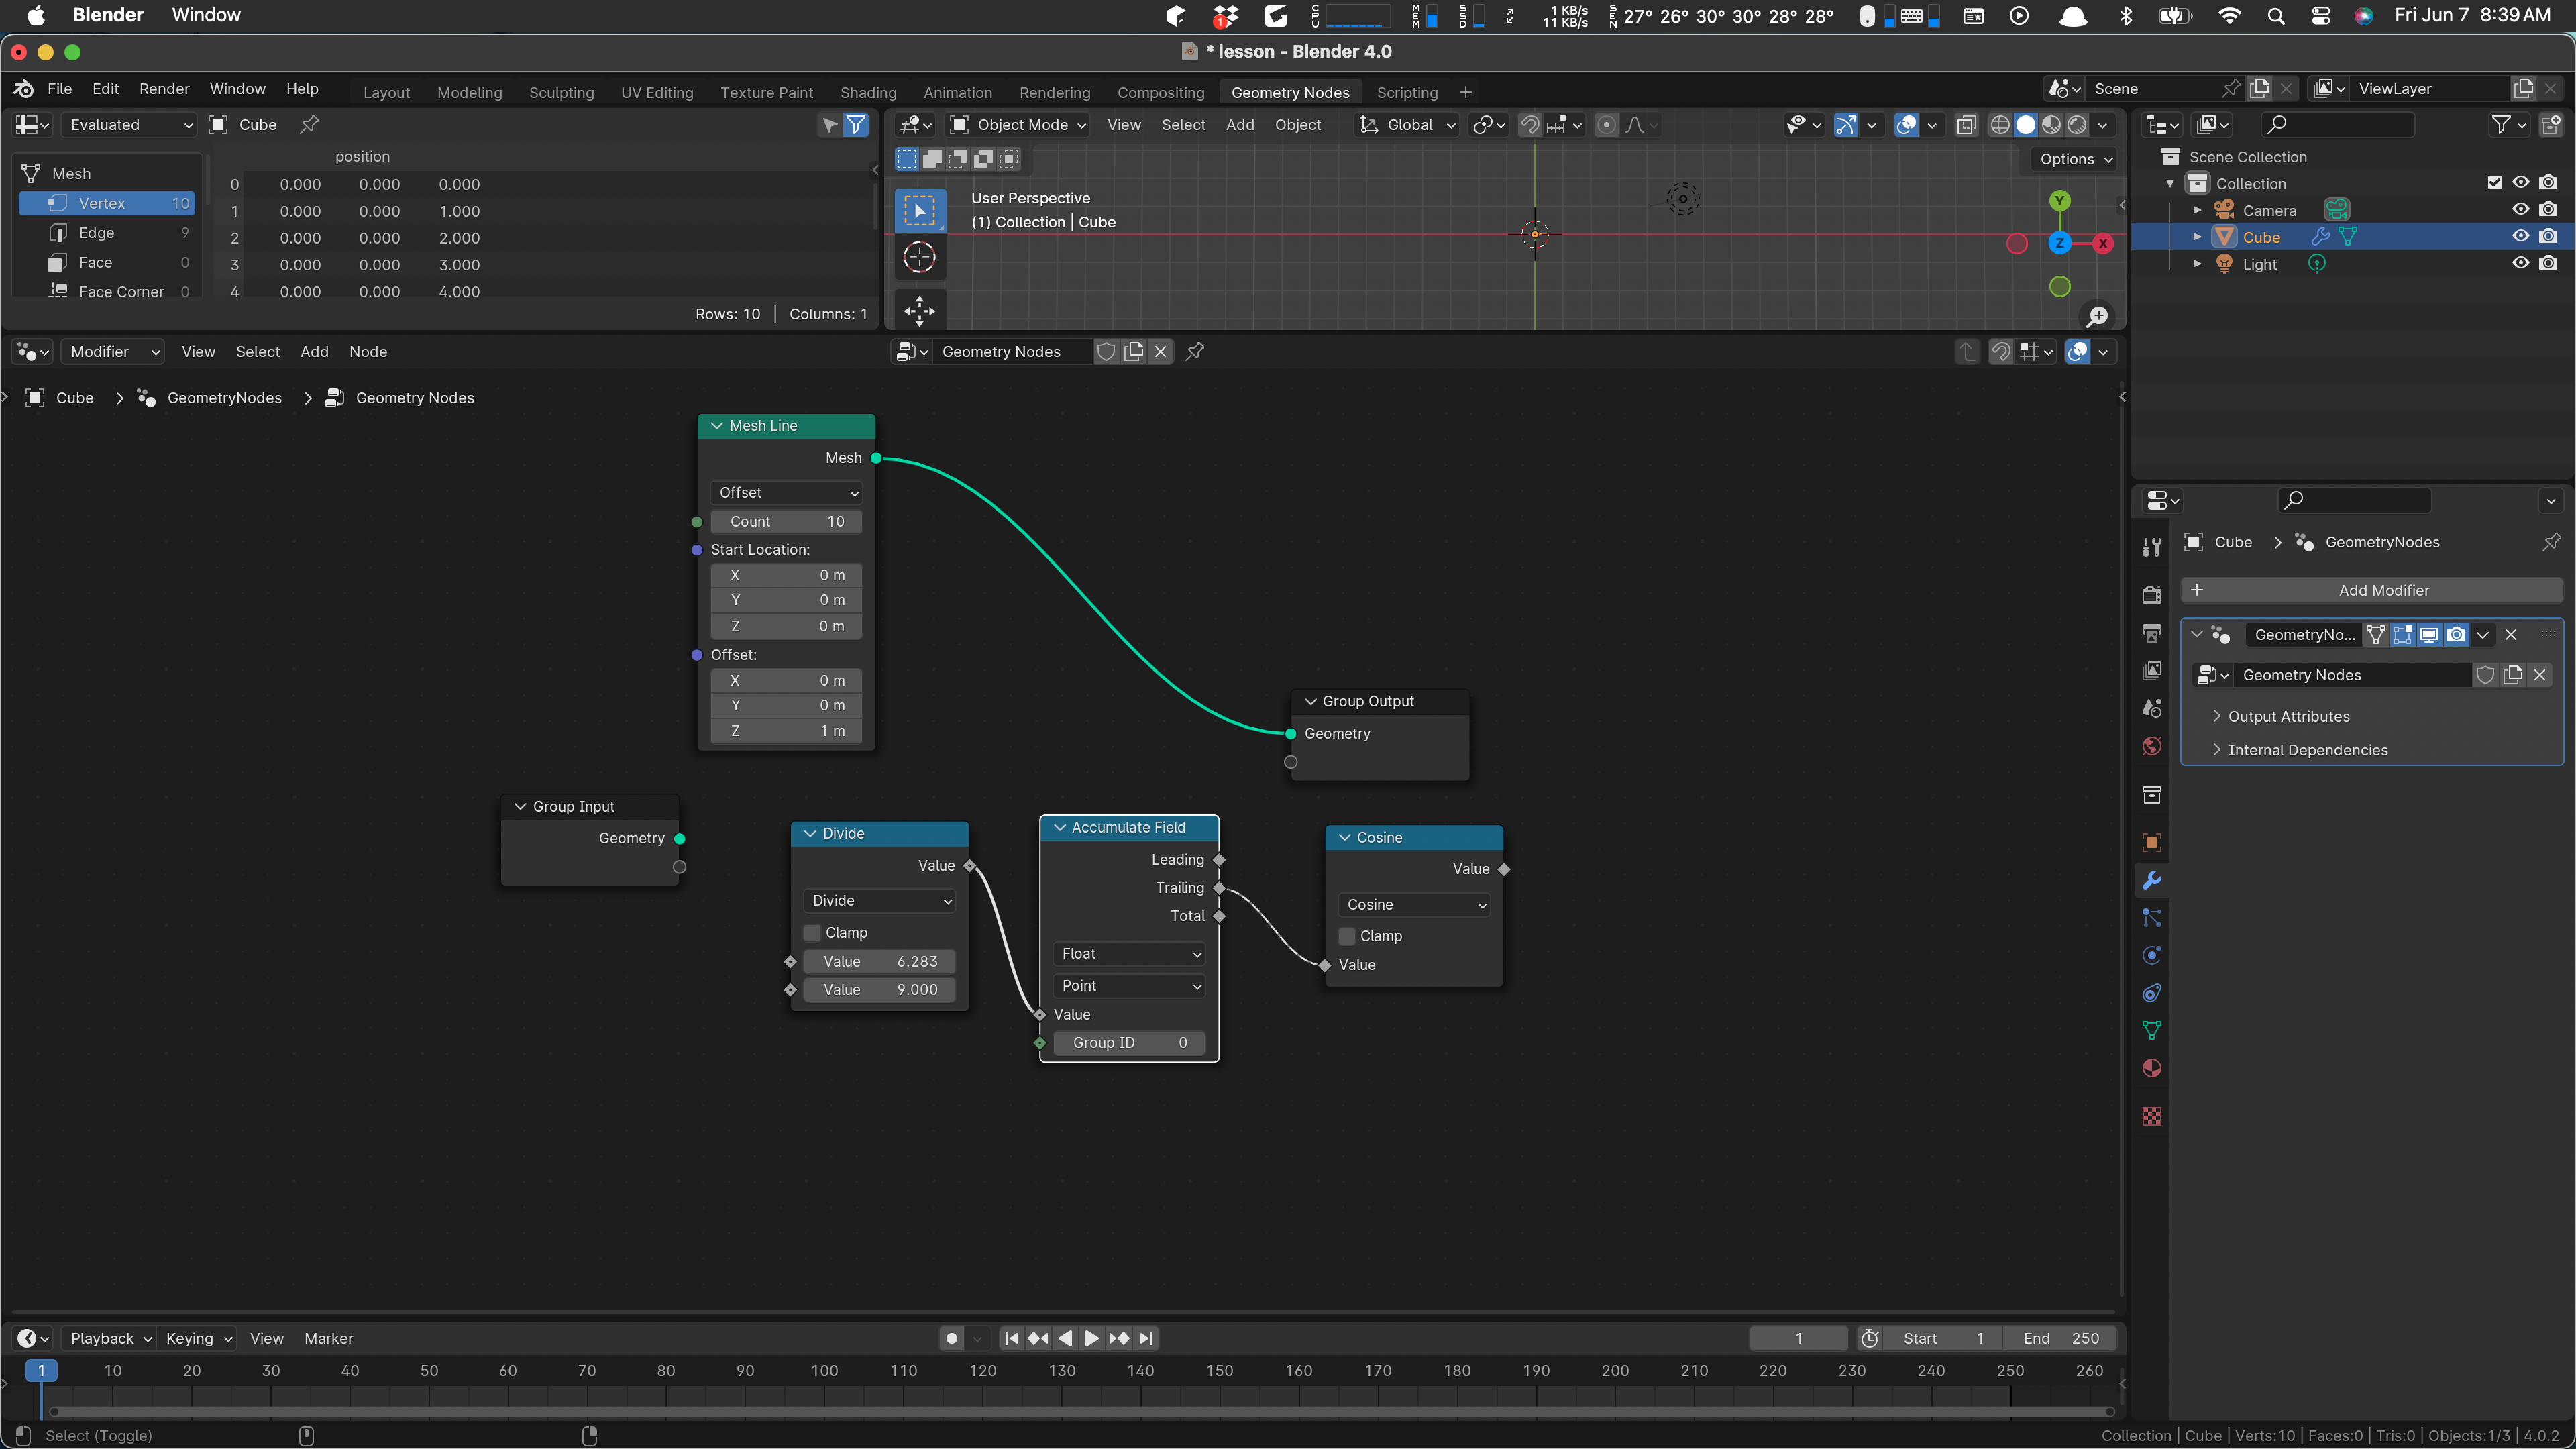 Blender Window
1 KB/s
11 KB/s
27° 26° 30° 30° 28° 28°
Fri Jun 7 8:39 AM
* lesson - Blender 4.0
File Edit Render Window Help
Layout Modeling Sculpting UV Editing Texture Paint Shading Animation Rendering Compositing Geometry Nodes Scripting +
Scene
ViewLayer
Evaluated
Cube
position
Mesh
Vertex 10
Edge 9
Face 0
Face Corner 0
0 0.000 0.000 0.000
1 0.000 0.000 1.000
2 0.000 0.000 2.000
3 0.000 0.000 3.000
4 0.000 0.000 4.000
Rows: 10 | Columns: 1
Object Mode View Select Add Object Global
Options
User Perspective
(1) Collection | Cube
Y
Z
X
Scene Collection
Collection
Camera
Cube
Light
Modifier View Select Add Node
Geometry Nodes
Cube > GeometryNodes > Geometry Nodes
Mesh Line
Mesh
Offset
Count 10
Start Location:
X 0 m
Y 0 m
Z 0 m
Offset:
X 0 m
Y 0 m
Z 1 m
Group Output
Geometry
Group Input
Geometry
Divide
Value
Divide
Clamp
Value 6.283
Value 9.000
Accumulate Field
Leading
Trailing
Total
Float
Point
Value
Group ID 0
Cosine
Value
Cosine
Clamp
Value
Cube > GeometryNodes
+ Add Modifier
GeometryNo...
Geometry Nodes
Output Attributes
Internal Dependencies
Playback Keying View Marker
1
Start 1
End 250
1 10 20 30 40 50 60 70 80 90 100 110 120 130 140 150 160 170 180 190 200 210 220 230 240 250 260
Select (Toggle)
Collection | Cube | Verts:10 | Faces:0 | Tris:0 | Objects:1/3 | 4.0.2